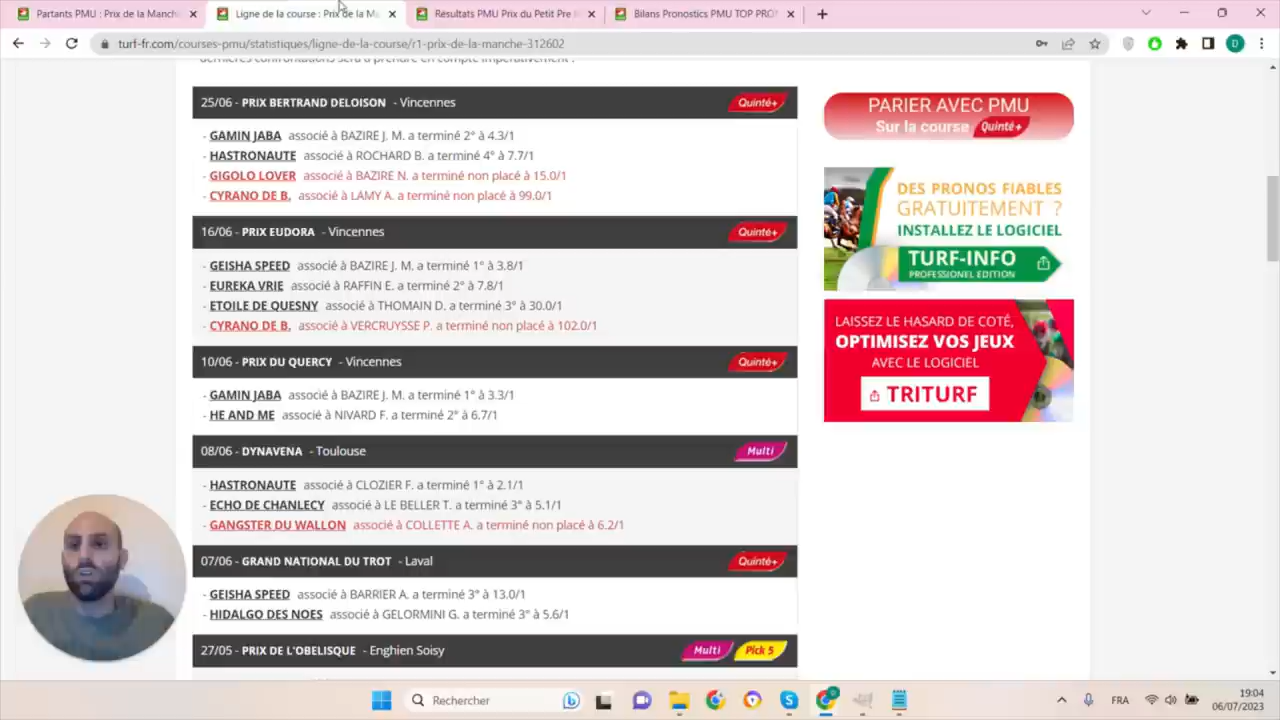 Partants PMU : Prix de la Manche
Ligne de la course : Prix de la Ma
Résultats PMU Prix du Petit Pre
Bilans Pronostics PMU TOP PRO
turf-fr.com/courses-pmu/statistiques/ligne-de-la-course/r1-prix-de-la-manche-312602
D
dernières confrontations sera à prendre en compte impérativement !
25/06 - PRIX BERTRAND DELOISON - Vincennes Quinté+
- GAMIN JABA associé à BAZIRE J. M. a terminé 2° à 4.3/1
- HASTRONAUTE associé à ROCHARD B. a terminé 4° à 7.7/1
- GIGOLO LOVER associé à BAZIRE N. a terminé non placé à 15.0/1
- CYRANO DE B. associé à LAMY A. a terminé non placé à 99.0/1
16/06 - PRIX EUDORA - Vincennes Quinté+
- GEISHA SPEED associé à BAZIRE J. M. a terminé 1° à 3.8/1
- EUREKA VRIE associé à RAFFIN E. a terminé 2° à 7.8/1
- ETOILE DE QUESNY associé à THOMAIN D. a terminé 3° à 30.0/1
- CYRANO DE B. associé à VERCRUYSSE P. a terminé non placé à 102.0/1
10/06 - PRIX DU QUERCY - Vincennes Quinté+
- GAMIN JABA associé à BAZIRE J. M. a terminé 1° à 3.3/1
- HE AND ME associé à NIVARD F. a terminé 2° à 6.7/1
08/06 - DYNAVENA - Toulouse Multi
- HASTRONAUTE associé à CLOZIER F. a terminé 1° à 2.1/1
- ECHO DE CHANLECY associé à LE BELLER T. a terminé 3° à 5.1/1
- GANGSTER DU WALLON associé à COLLETTE A. a terminé non placé à 6.2/1
07/06 - GRAND NATIONAL DU TROT - Laval Quinté+
- GEISHA SPEED associé à BARRIER A. a terminé 3° à 13.0/1
- HIDALGO DES NOES associé à GELORMINI G. a terminé 3° à 5.6/1
27/05 - PRIX DE L'OBELISQUE - Enghien Soisy Multi Pick 5
PARIER AVEC PMU
Sur la course Quinté+
DES PRONOS FIABLES
GRATUITEMENT ?
INSTALLEZ LE LOGICIEL
TURF-INFO
PROFESSIONEL EDITION
LAISSEZ LE HASARD DE COTÉ,
OPTIMISEZ VOS JEUX
AVEC LE LOGICIEL
TRITURF
Rechercher
FRA
19:04
06/07/2023